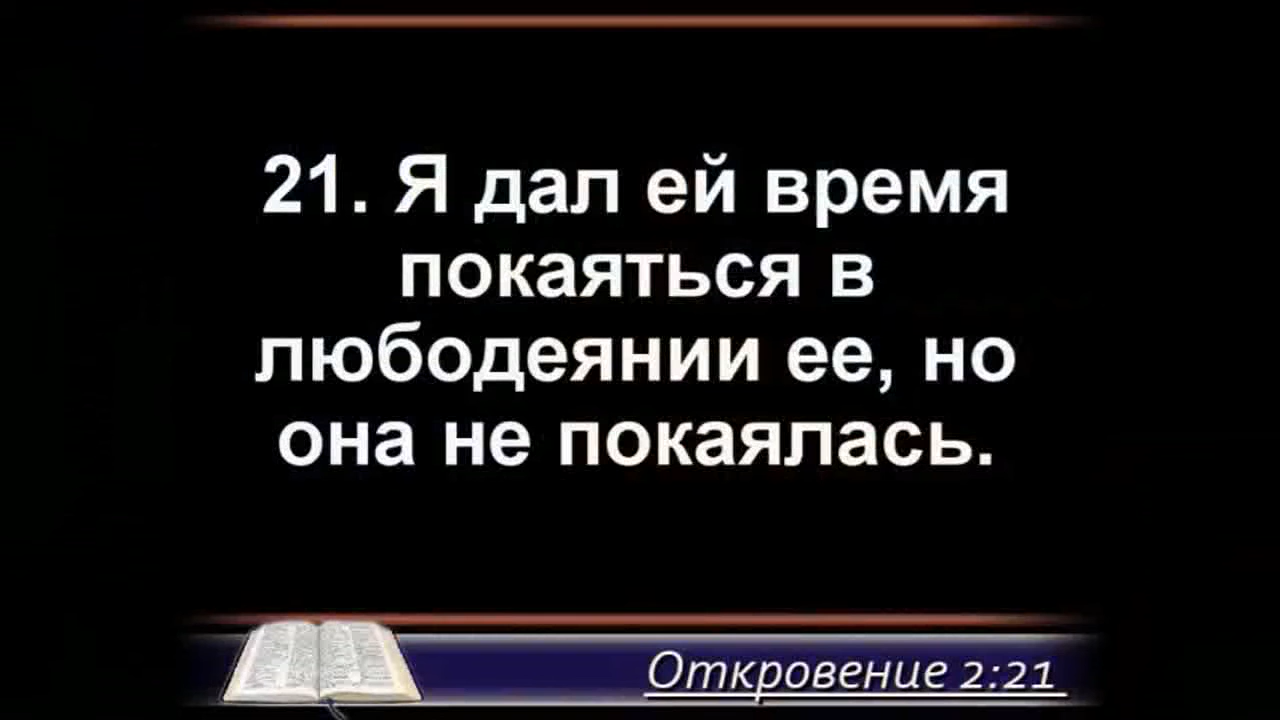 21. Я дал ей время
покаяться в
любодеянии ее, но
она не покаялась.
Откровение 2:21